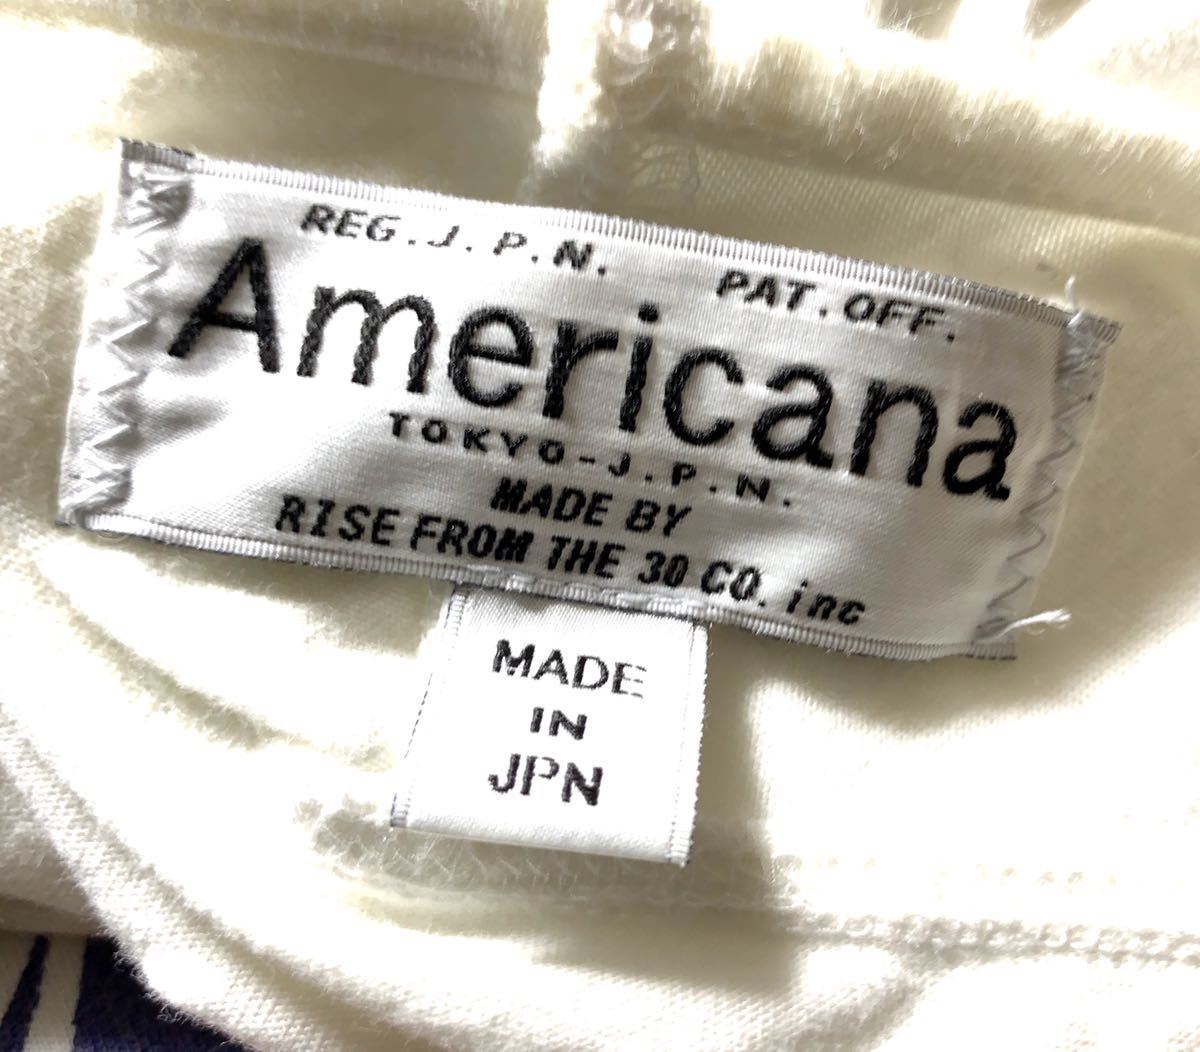 REG.J.P.N. PAT.OFF.
Americana
TOKYO-J.P.N.
MADE BY
RISE FROM THE 30 CO. inc
MADE
IN
JPN